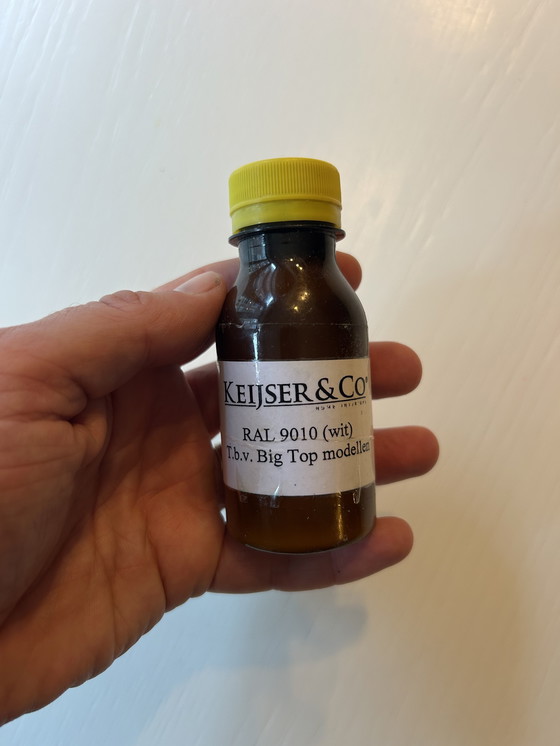 KEIJSER&CO®
RAL 9010 (wit)
T.b.v. Big Top modellen